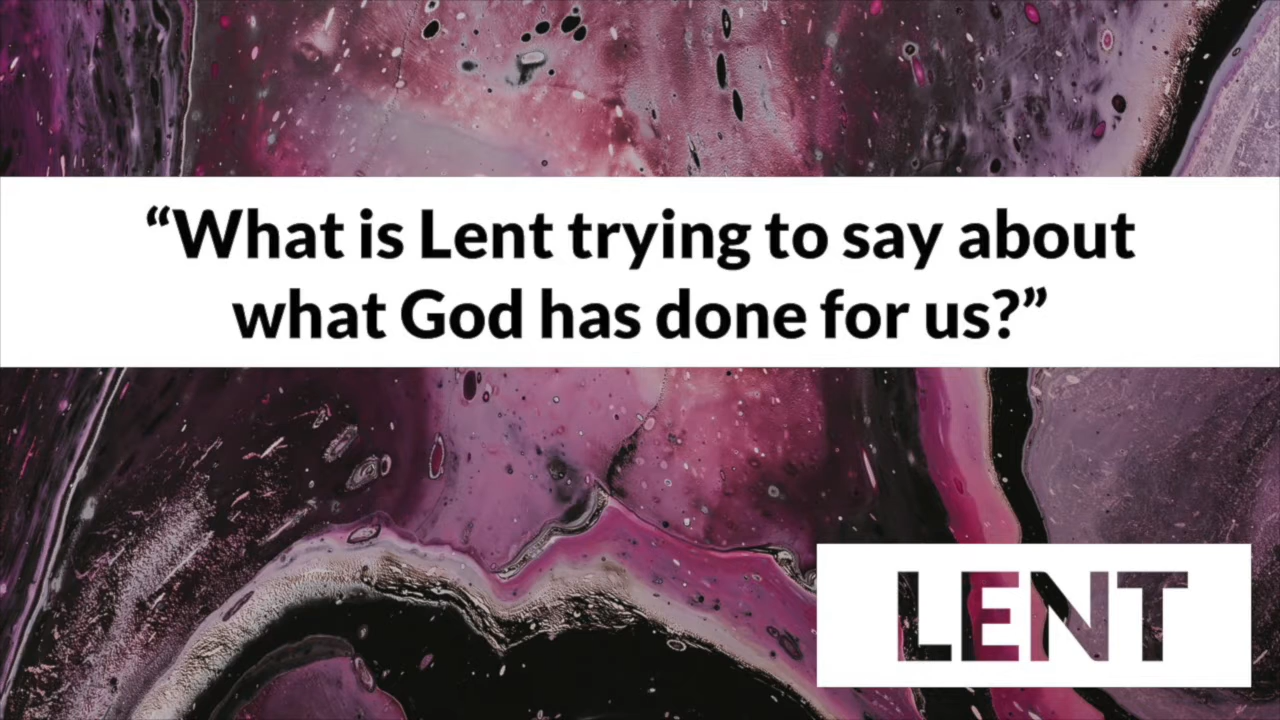 “What is Lent trying to say about
what God has done for us?”
LENT